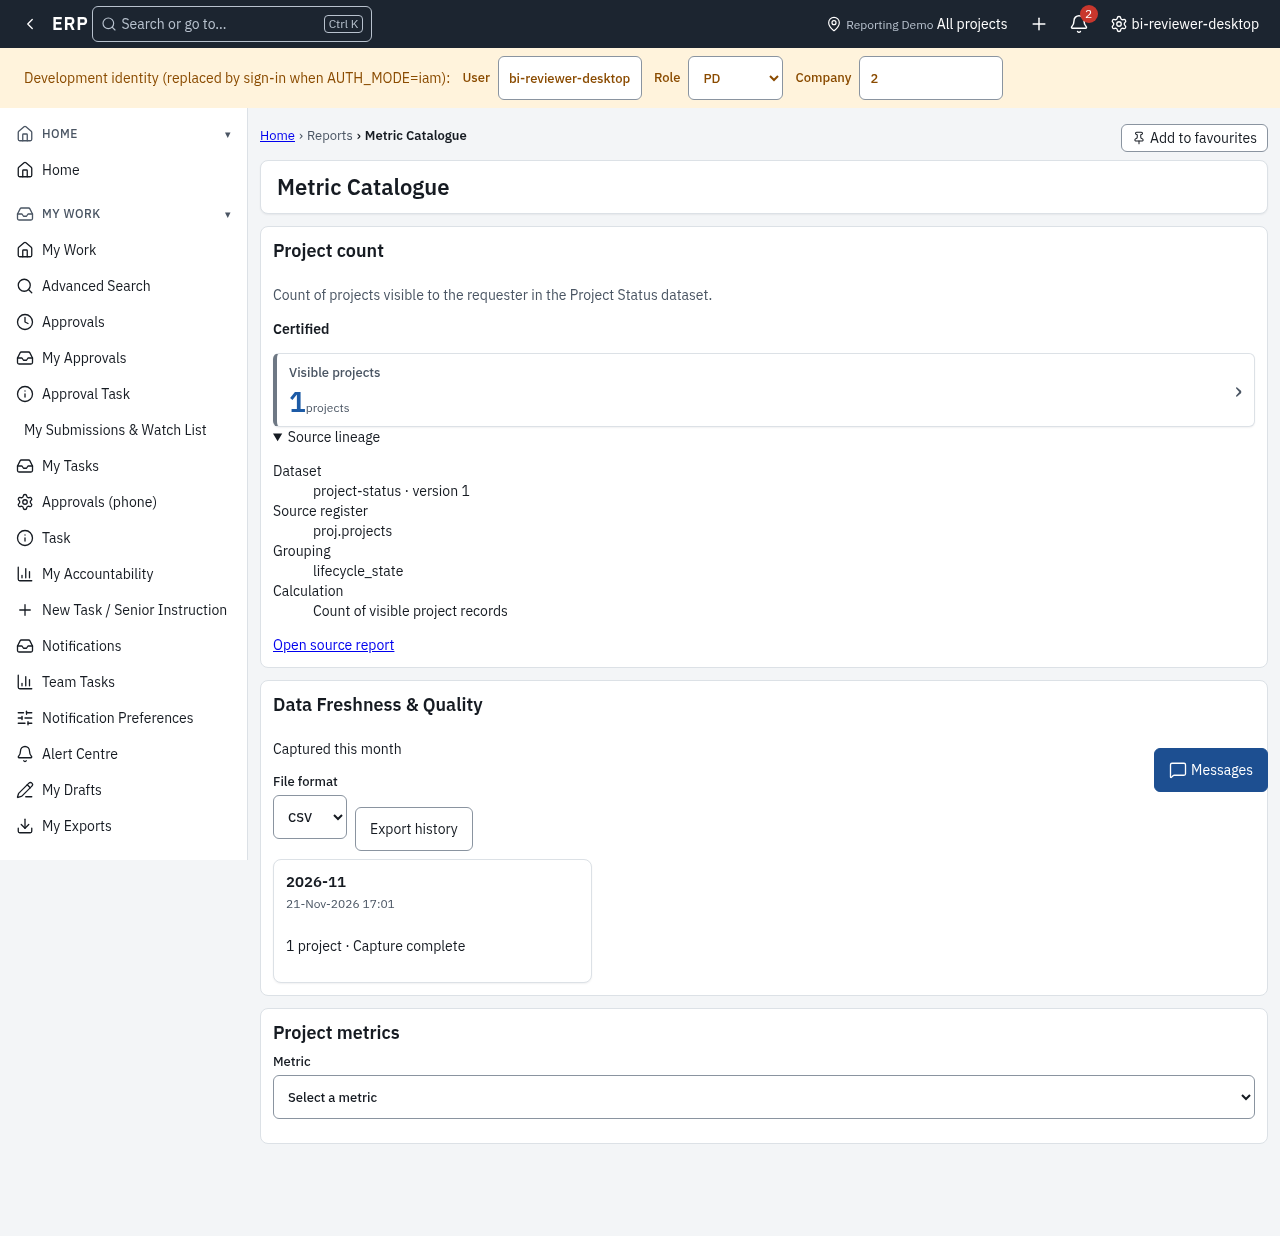 ERP
Search or go to...
Ctrl K
Reporting Demo All projects
2
bi-reviewer-desktop
Development identity (replaced by sign-in when AUTH_MODE=iam):
User
bi-reviewer-desktop
Role
PD
Company
2
HOME
Home
MY WORK
My Work
Advanced Search
Approvals
My Approvals
Approval Task
My Submissions & Watch List
My Tasks
Approvals (phone)
Task
My Accountability
New Task / Senior Instruction
Notifications
Team Tasks
Notification Preferences
Alert Centre
My Drafts
My Exports
Home › Reports › Metric Catalogue
Add to favourites
Metric Catalogue
Project count
Count of projects visible to the requester in the Project Status dataset.
Certified
Visible projects
1 projects
Source lineage
Dataset
project-status · version 1
Source register
proj.projects
Grouping
lifecycle_state
Calculation
Count of visible project records
Open source report
Data Freshness & Quality
Captured this month
Messages
File format
CSV
Export history
2026-11
21-Nov-2026 17:01
1 project · Capture complete
Project metrics
Metric
Select a metric